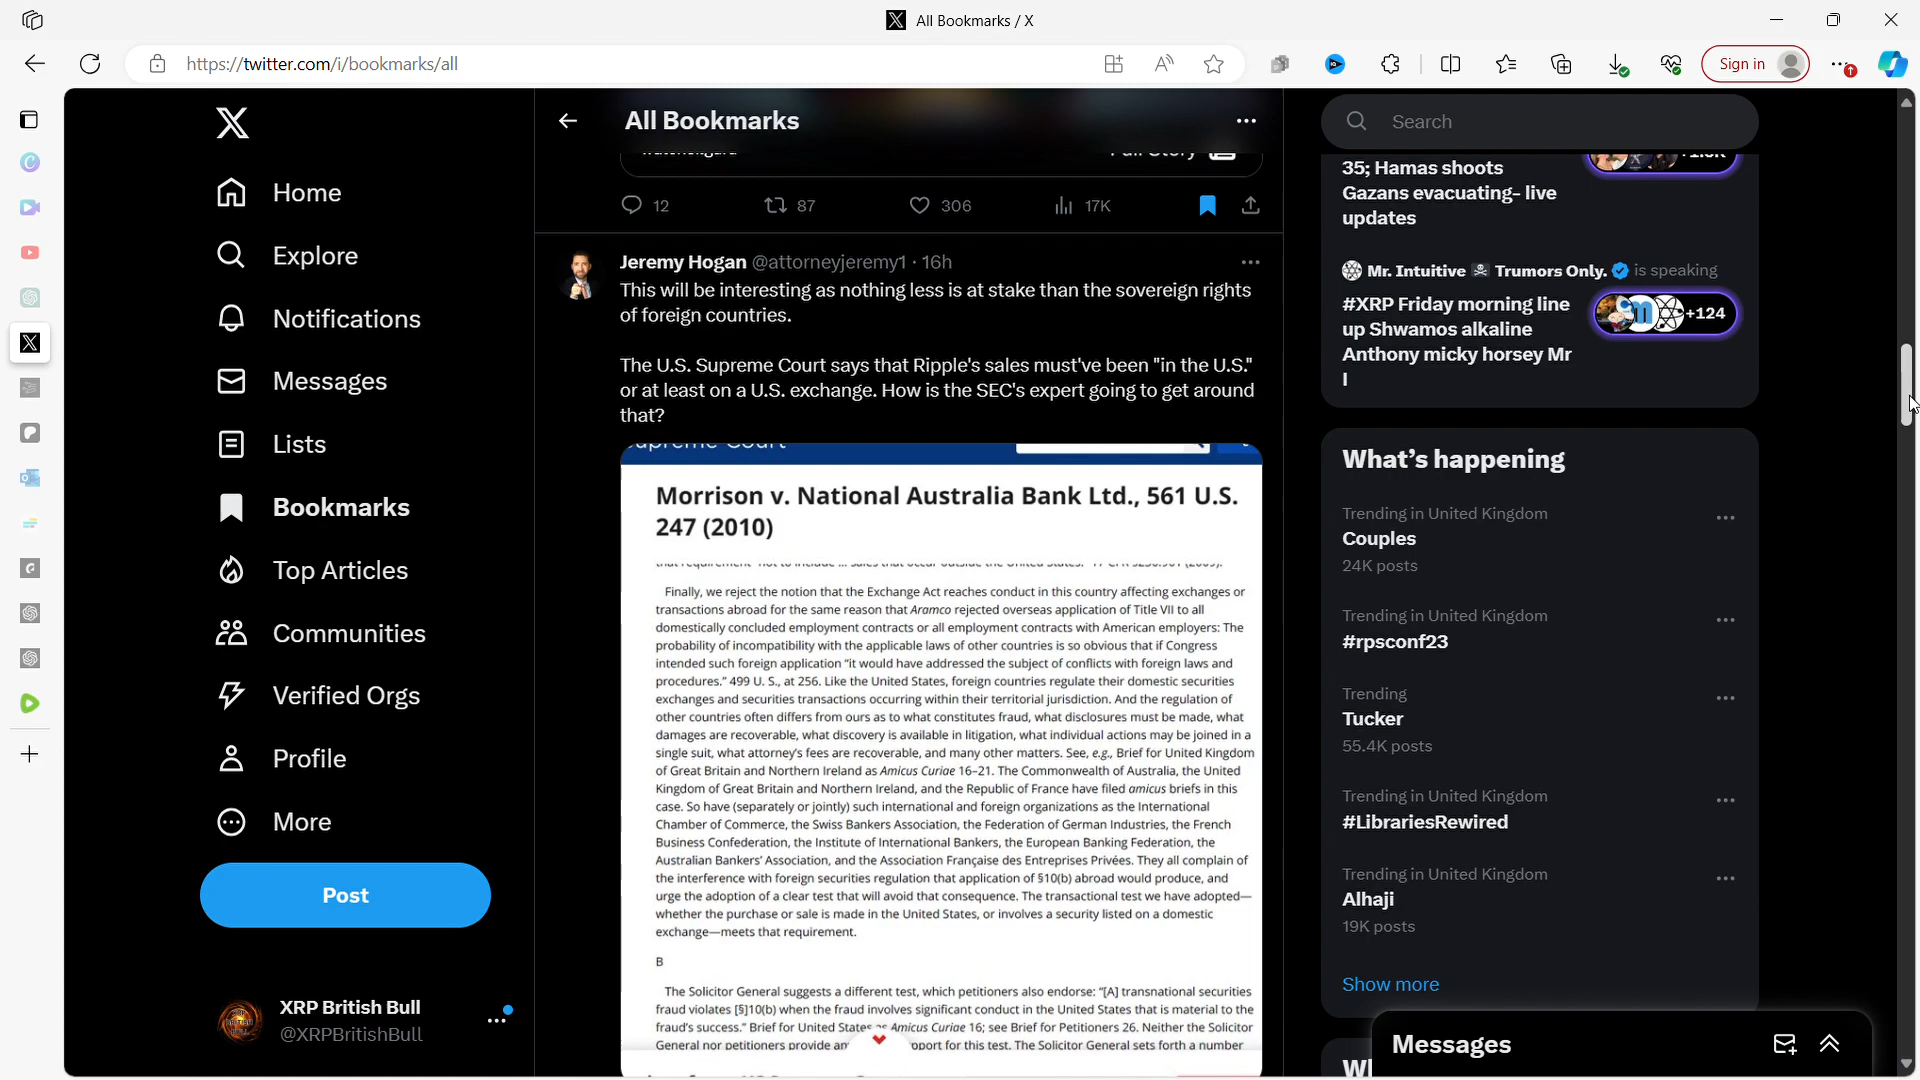 All Bookmarks / X
https://twitter.com/i/bookmarks/all
Sign in
Home
Explore
Notifications
Messages
Lists
Bookmarks
Top Articles
Communities
Verified Orgs
Profile
More
Post
XRP British Bull
@XRPBritishBull
All Bookmarks
12
87
306
17K
Jeremy Hogan @attorneyjeremy1 · 16h
This will be interesting as nothing less is at stake than the sovereign rights
of foreign countries.
The U.S. Supreme Court says that Ripple's sales must've been "in the U.S."
or at least on a U.S. exchange. How is the SEC's expert going to get around
that?
Morrison v. National Australia Bank Ltd., 561 U.S.
247 (2010)
Finally, we reject the notion that the Exchange Act reaches conduct in this country affecting exchanges or
transactions abroad for the same reason that Aramco rejected overseas application of Title VII to all
domestically concluded employment contracts or all employment contracts with American employers: The
probability of incompatibility with the applicable laws of other countries is so obvious that if Congress
intended such foreign application “it would have addressed the subject of conflicts with foreign laws and
procedures.” 499 U. S., at 256. Like the United States, foreign countries regulate their domestic securities
exchanges and securities transactions occurring within their territorial jurisdiction. And the regulation of
other countries often differs from ours as to what constitutes fraud, what disclosures must be made, what
damages are recoverable, what discovery is available in litigation, what individual actions may be joined in a
single suit, what attorney's fees are recoverable, and many other matters. See, e.g., Brief for United Kingdom
of Great Britain and Northern Ireland as Amicus Curiae 16–21. The Commonwealth of Australia, the United
Kingdom of Great Britain and Northern Ireland, and the Republic of France have filed amicus briefs in this
case. So have (separately or jointly) such international and foreign organizations as the International
Chamber of Commerce, the Swiss Bankers Association, the Federation of German Industries, the French
Business Confederation, the Institute of International Bankers, the European Banking Federation, the
Australian Bankers' Association, and the Association Française des Entreprises Privées. They all complain of
the interference with foreign securities regulation that application of §10(b) abroad would produce, and
urge the adoption of a clear test that will avoid that consequence. The transactional test we have adopted—
whether the purchase or sale is made in the United States, or involves a security listed on a domestic
exchange—meets that requirement.
B
The Solicitor General suggests a different test, which petitioners also endorse: “[A] transnational securities
fraud violates [§]10(b) when the fraud involves significant conduct in the United States that is material to the
fraud's success.” Brief for United States as Amicus Curiae 16; see Brief for Petitioners 26. Neither the Solicitor
General nor petitioners provide any support for this test. The Solicitor General sets forth a number
Search
35; Hamas shoots
Gazans evacuating- live
updates
Mr. Intuitive Trumors Only. is speaking
#XRP Friday morning line
up Shwamos alkaline
Anthony micky horsey Mr
I
+124
What’s happening
Trending in United Kingdom
Couples
24K posts
Trending in United Kingdom
#rpsconf23
Trending
Tucker
55.4K posts
Trending in United Kingdom
#LibrariesRewired
Trending in United Kingdom
Alhaji
19K posts
Show more
Messages